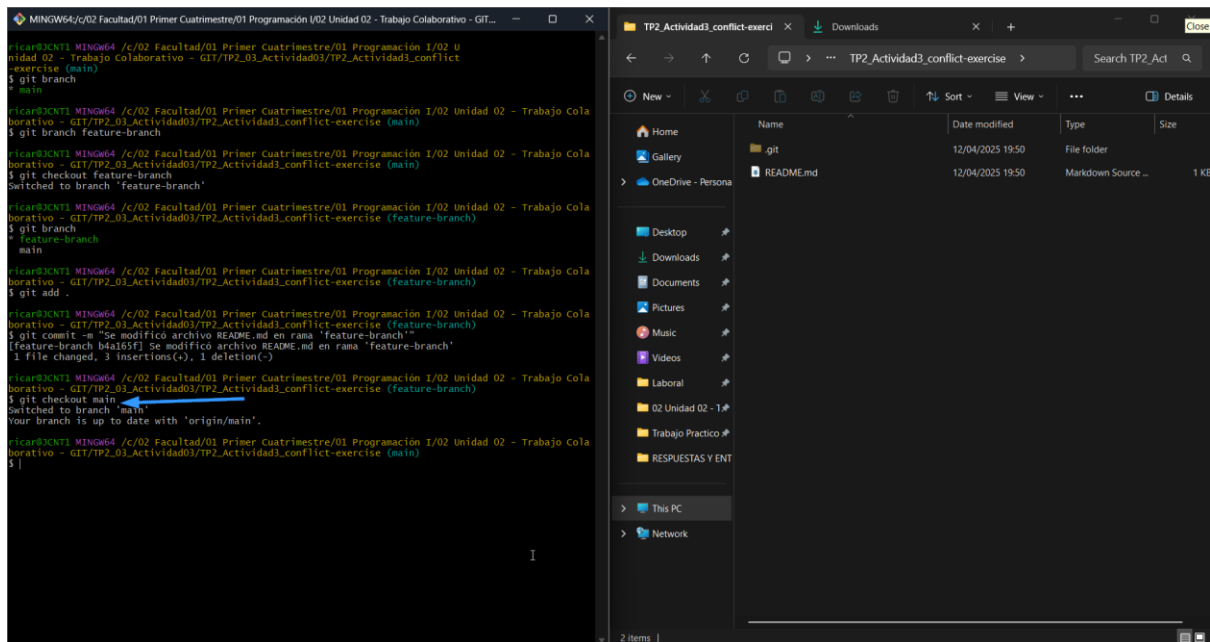 MINGW64:/c/02 Facultad/01 Primer Cuatrimestre/01 Programación I/02 Unidad 02 - Trabajo Colaborativo - GIT...
ricar@JCNT1 MINGW64 /c/02 Facultad/01 Primer Cuatrimestre/01 Programación I/02 U
nidad 02 - Trabajo Colaborativo - GIT/TP2_03_Actividad03/TP2_Actividad3_conflict
-exercise (main)
$ git branch
* main
ricar@JCNT1 MINGW64 /c/02 Facultad/01 Primer Cuatrimestre/01 Programación I/02 Unidad 02 - Trabajo Cola
borativo - GIT/TP2_03_Actividad03/TP2_Actividad3_conflict-exercise (main)
$ git branch feature-branch
ricar@JCNT1 MINGW64 /c/02 Facultad/01 Primer Cuatrimestre/01 Programación I/02 Unidad 02 - Trabajo Cola
borativo - GIT/TP2_03_Actividad03/TP2_Actividad3_conflict-exercise (main)
$ git checkout feature-branch
Switched to branch 'feature-branch'
ricar@JCNT1 MINGW64 /c/02 Facultad/01 Primer Cuatrimestre/01 Programación I/02 Unidad 02 - Trabajo Cola
borativo - GIT/TP2_03_Actividad03/TP2_Actividad3_conflict-exercise (feature-branch)
$ git branch
* feature-branch
main
ricar@JCNT1 MINGW64 /c/02 Facultad/01 Primer Cuatrimestre/01 Programación I/02 Unidad 02 - Trabajo Cola
borativo - GIT/TP2_03_Actividad03/TP2_Actividad3_conflict-exercise (feature-branch)
$ git add .
ricar@JCNT1 MINGW64 /c/02 Facultad/01 Primer Cuatrimestre/01 Programación I/02 Unidad 02 - Trabajo Cola
borativo - GIT/TP2_03_Actividad03/TP2_Actividad3_conflict-exercise (feature-branch)
$ git commit -m "Se modificó archivo README.md en rama 'feature-branch'"
[feature-branch b4a165f] Se modificó archivo README.md en rama 'feature-branch'
1 file changed, 3 insertions(+), 1 deletion(-)
ricar@JCNT1 MINGW64 /c/02 Facultad/01 Primer Cuatrimestre/01 Programación I/02 Unidad 02 - Trabajo Cola
borativo - GIT/TP2_03_Actividad03/TP2_Actividad3_conflict-exercise (feature-branch)
$ git checkout main
Switched to branch 'main'
Your branch is up to date with 'origin/main'.
ricar@JCNT1 MINGW64 /c/02 Facultad/01 Primer Cuatrimestre/01 Programación I/02 Unidad 02 - Trabajo Cola
borativo - GIT/TP2_03_Actividad03/TP2_Actividad3_conflict-exercise (main)
$
TP2_Actividad3_conflict-exerci
Downloads
Close
TP2_Actividad3_conflict-exercise
Search TP2_Act
New
Sort
View
Details
Name Date modified Type Size
.git 12/04/2025 19:50 File folder
README.md 12/04/2025 19:50 Markdown Source ... 1 KB
Home
Gallery
OneDrive - Persona
Desktop
Downloads
Documents
Pictures
Music
Videos
Laboral
02 Unidad 02 - 1
Trabajo Practico
RESPUESTAS Y ENT
This PC
Network
2 items